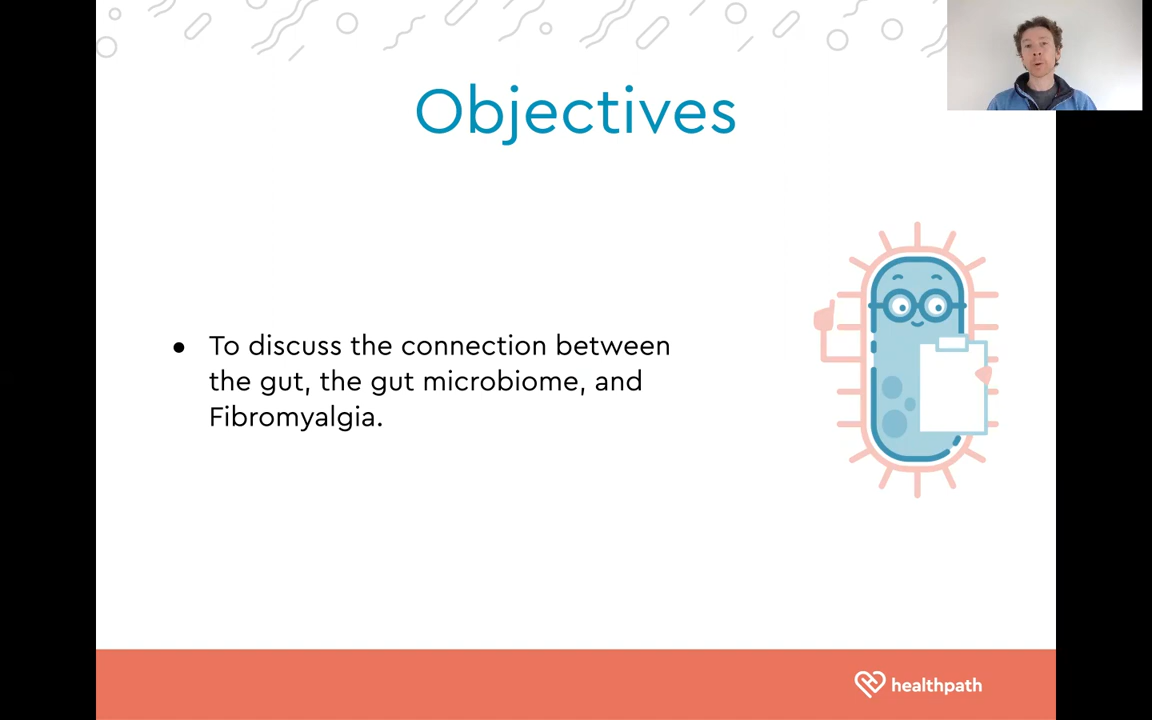 Objectives
● To discuss the connection between
the gut, the gut microbiome, and
Fibromyalgia.
healthpath